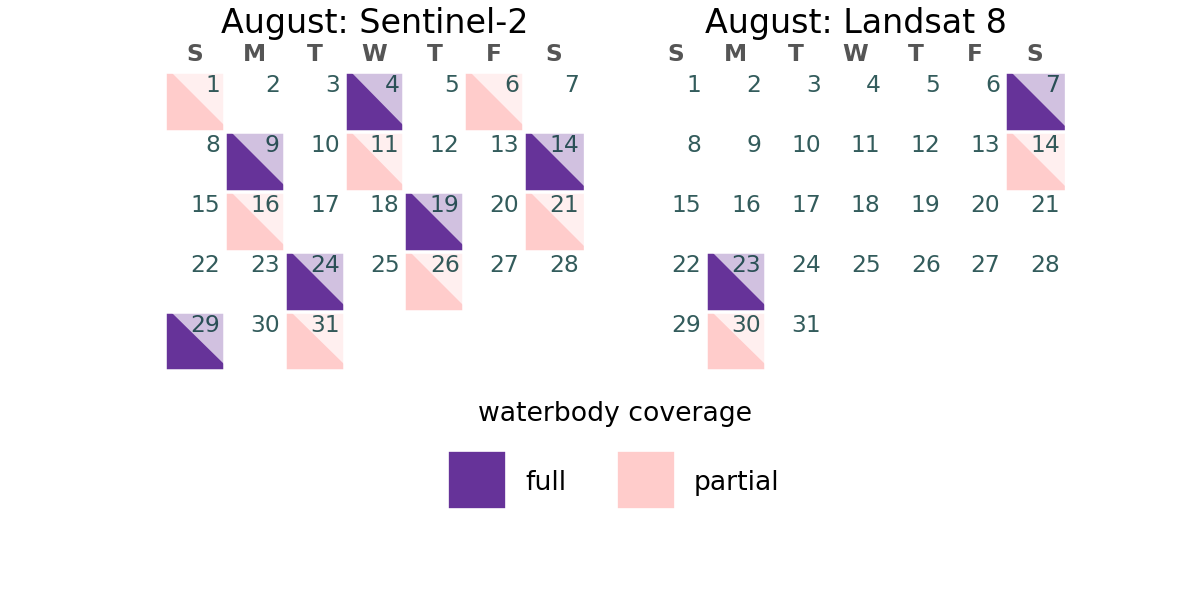 August: Sentinel-2
S M T W T F S
1 2 3 4 5 6 7
8 9 10 11 12 13 14
15 16 17 18 19 20 21
22 23 24 25 26 27 28
29 30 31
August: Landsat 8
S M T W T F S
1 2 3 4 5 6 7
8 9 10 11 12 13 14
15 16 17 18 19 20 21
22 23 24 25 26 27 28
29 30 31
waterbody coverage
full
partial